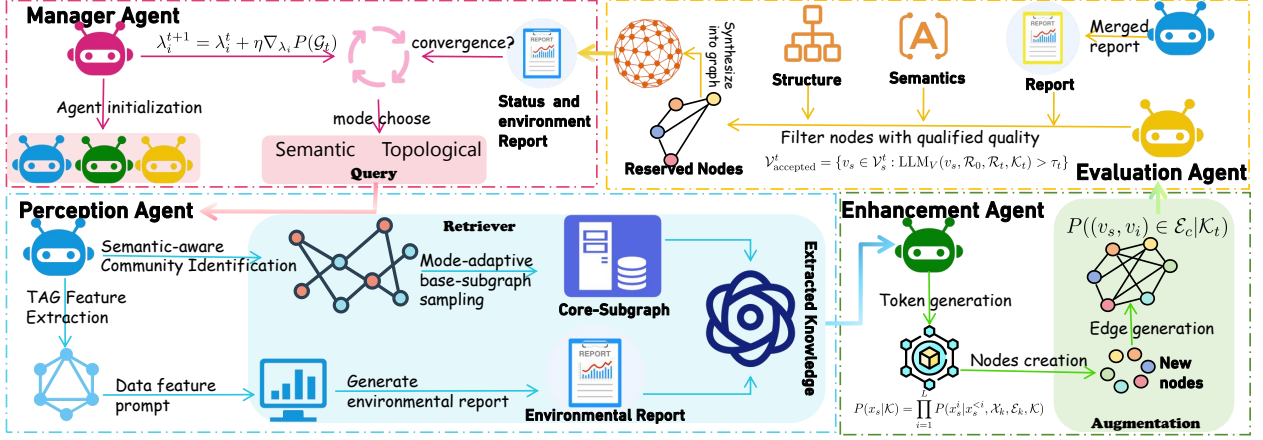 Manager Agent
λ_i^{t+1} = λ_i^t + η∇_{λ_i} P(𝒢_t)
convergence?
Agent initialization
mode choose
Semantic Topological
Query
REPORT
Status and
environment
Report
Synthesize
into graph
Reserved Nodes
Structure
Semantics
REPORT
Report
Merged
report
Filter nodes with qualified quality
𝒱_accepted^t = {v_s ∈ 𝒱_s^t : LLM_V(v_s, ℛ_0, ℛ_t, 𝒦_t) > τ_t}
Evaluation Agent
Perception Agent
Semantic-aware
Community Identification
TAG Feature
Extraction
Data feature
prompt
Retriever
Mode-adaptive
base-subgraph
sampling
Core-Subgraph
Generate
environmental report
REPORT
Environmental Report
Extracted Knowledge
Enhancement Agent
Token generation
P(x_s|𝒦) = ∏_{i=1}^{L} P(x_s^i|x_s^{<i}, 𝒳_k, ℰ_k, 𝒦)
Nodes creation
P((v_s, v_i) ∈ ℰ_c|𝒦_t)
Edge generation
New
nodes
Augmentation